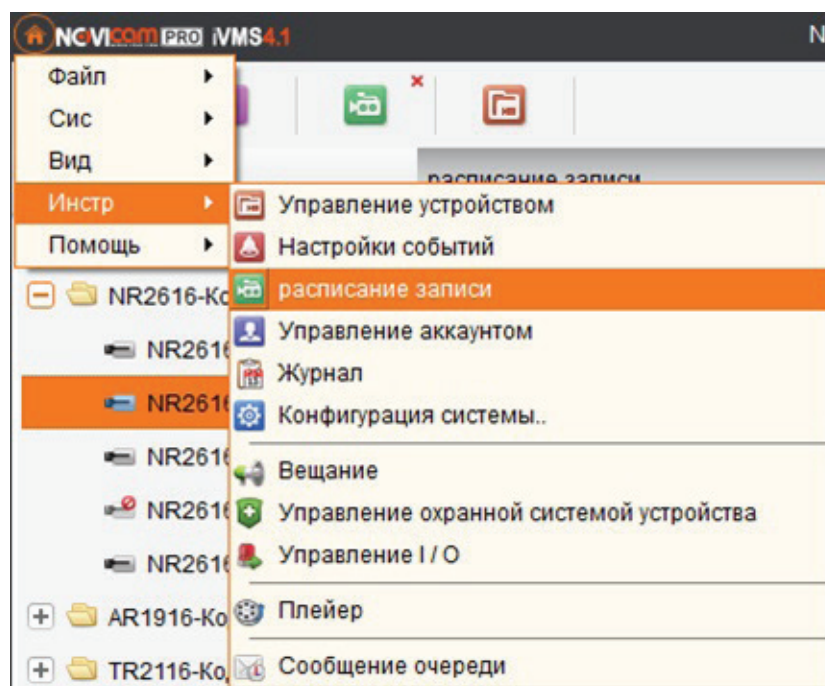 NOVICAM PRO iVMS4.1 N
Файл
Сис
Вид
расписание записи
Инстр
Управление устройством
Помощь
Настройки событий
NR2616-Ко
расписание записи
Управление аккаунтом
NR2616
Журнал
NR2616
Конфигурация системы..
NR2616
Вещание
NR2616
Управление охранной системой устройства
NR2616
Управление I / O
AR1916-Ко
Плейер
TR2116-Ко
Сообщение очереди